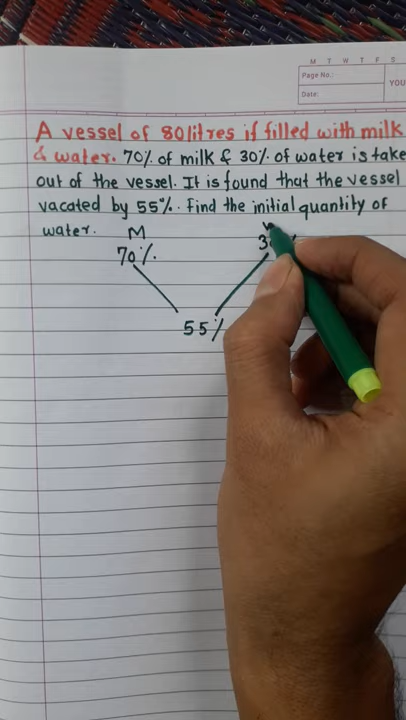 M T W T F S
Page No.:
Date:
YOU
A vessel of 80litres if filled with milk
& water. 70% of milk & 30% of water is take
out of the vessel. It is found that the vessel
vacated by 55%. Find the initial quantity of
water.
M
70%.
55%